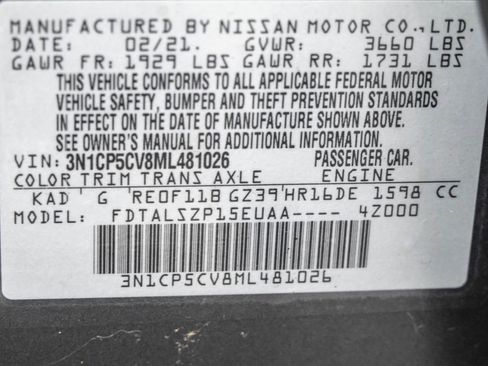 MANUFACTURED BY NISSAN MOTOR CO., LTD.
DATE: 02/21. GVWR: 3660 LBS
GAWR FR: 1929 LBS GAWR RR: 1731 LBS
THIS VEHICLE CONFORMS TO ALL APPLICABLE FEDERAL MOTOR
VEHICLE SAFETY, BUMPER AND THEFT PREVENTION STANDARDS
IN EFFECT ON THE DATE OF MANUFACTURE SHOWN ABOVE.
SEE OWNER'S MANUAL FOR ADDITIONAL INFORMATION.
VIN: 3N1CP5CV8ML481026 PASSENGER CAR.
COLOR TRIM TRANS AXLE ENGINE
KAD G RE0F11B GZ39 HR16DE 1598 CC
MODEL: FDTALSZP15EUAA---- 4Z000
3N1CP5CV8ML481026